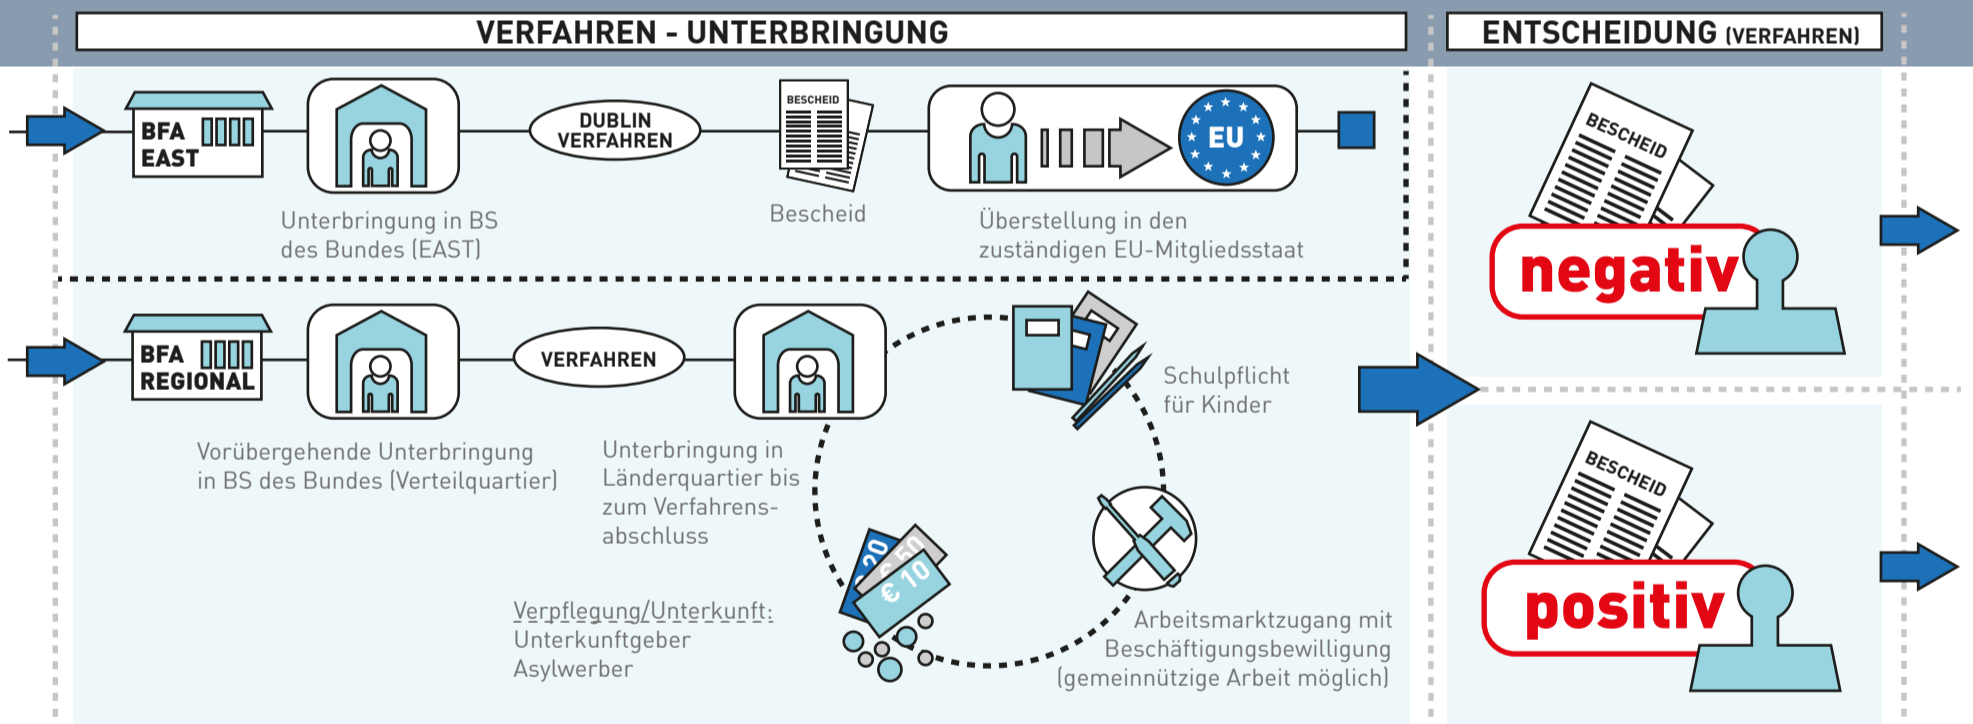 VERFAHREN - UNTERBRINGUNG
ENTSCHEIDUNG (VERFAHREN)
BFA
EAST
DUBLIN
VERFAHREN
BESCHEID
EU
Unterbringung in BS
des Bundes (EAST)
Bescheid
Überstellung in den
zuständigen EU-Mitgliedsstaat
BESCHEID
negativ
BFA
REGIONAL
VERFAHREN
Vorübergehende Unterbringung
in BS des Bundes (Verteilquartier)
Unterbringung in
Länderquartier bis
zum Verfahrens-
abschluss
Schulpflicht
für Kinder
€ 20
€ 50
€ 10
Verpflegung/Unterkunft:
Unterkunftgeber
Asylwerber
Arbeitsmarktzugang mit
Beschäftigungsbewilligung
(gemeinnützige Arbeit möglich)
BESCHEID
positiv